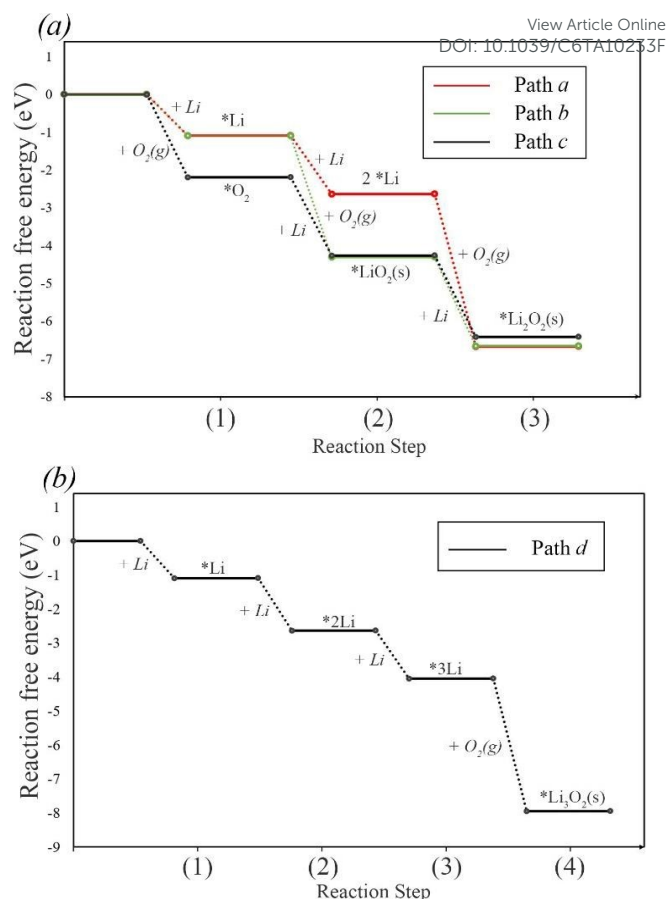 (a)
View Article Online
DOI: 10.1039/C6TA10233F
Reaction free energy (eV)
1
0
-1
-2
-3
-4
-5
-6
-7
-8
Path a
Path b
Path c
+ Li
*Li
+ O2(g)
*O2
+ Li
2 *Li
+ O2(g)
+ Li
*LiO2(s)
+ O2(g)
+ Li
*Li2O2(s)
(1)
(2)
(3)
Reaction Step
(b)
Reaction free energy (eV)
1
0
-1
-2
-3
-4
-5
-6
-7
-8
-9
Path d
+ Li
*Li
+ Li
*2Li
+ Li
*3Li
+ O2(g)
*Li3O2(s)
(1)
(2)
(3)
(4)
Reaction Step